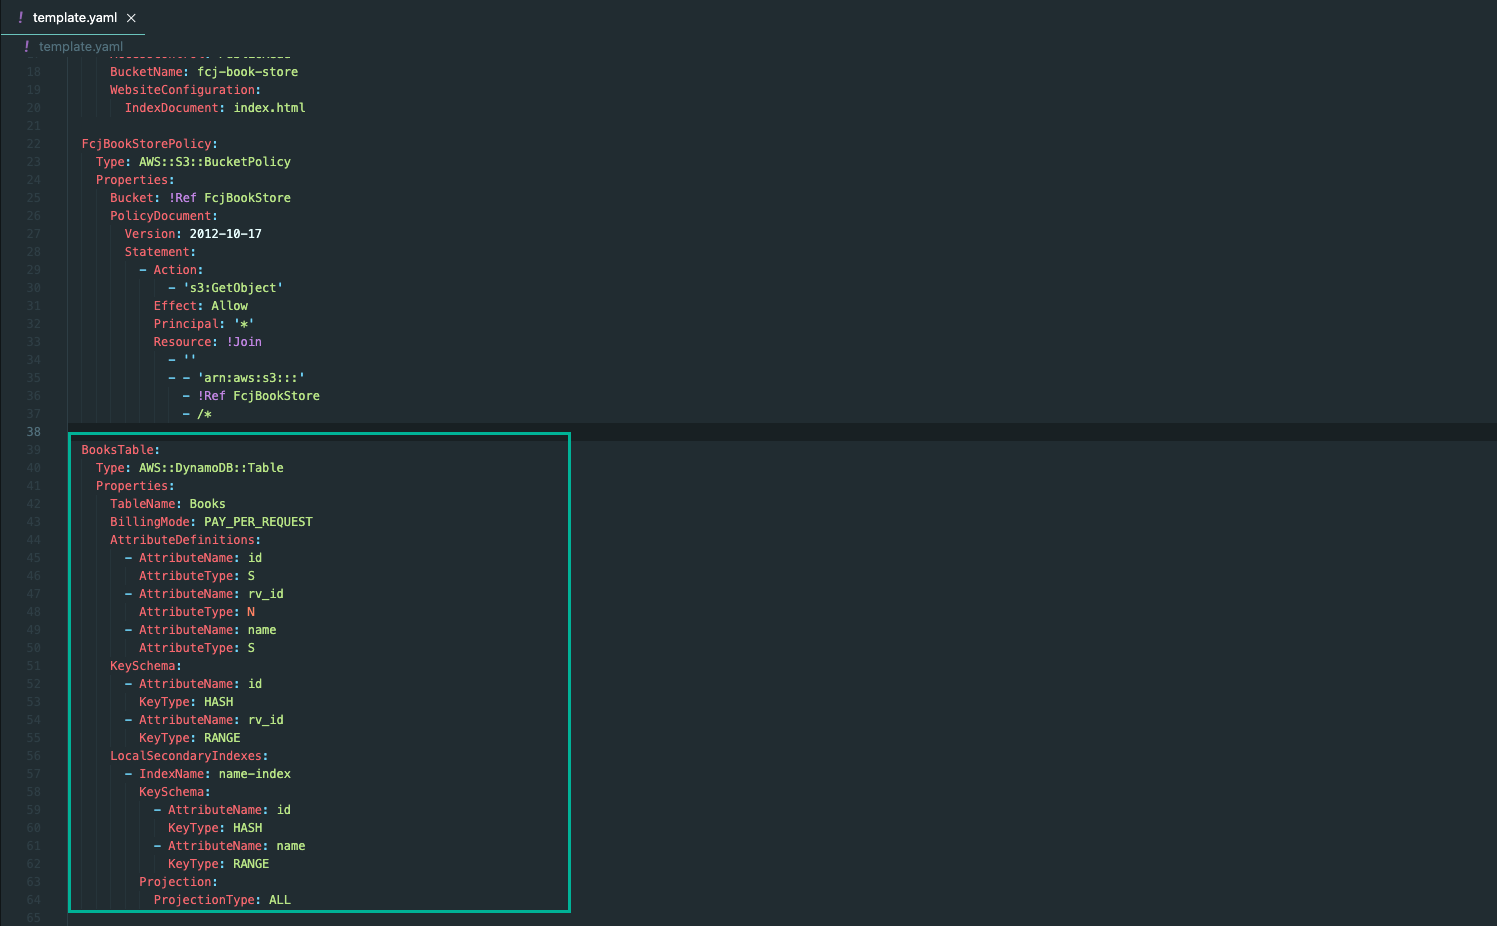 ! template.yaml ×
! template.yaml
18 BucketName: fcj-book-store
19 WebsiteConfiguration:
20 IndexDocument: index.html
21
22 FcjBookStorePolicy:
23 Type: AWS::S3::BucketPolicy
24 Properties:
25 Bucket: !Ref FcjBookStore
26 PolicyDocument:
27 Version: 2012-10-17
28 Statement:
29 - Action:
30 - 's3:GetObject'
31 Effect: Allow
32 Principal: '*'
33 Resource: !Join
34 - ''
35 - - 'arn:aws:s3:::'
36 - !Ref FcjBookStore
37 - /*
38
39 BooksTable:
40 Type: AWS::DynamoDB::Table
41 Properties:
42 TableName: Books
43 BillingMode: PAY_PER_REQUEST
44 AttributeDefinitions:
45 - AttributeName: id
46 AttributeType: S
47 - AttributeName: rv_id
48 AttributeType: N
49 - AttributeName: name
50 AttributeType: S
51 KeySchema:
52 - AttributeName: id
53 KeyType: HASH
54 - AttributeName: rv_id
55 KeyType: RANGE
56 LocalSecondaryIndexes:
57 - IndexName: name-index
58 KeySchema:
59 - AttributeName: id
60 KeyType: HASH
61 - AttributeName: name
62 KeyType: RANGE
63 Projection:
64 ProjectionType: ALL
65